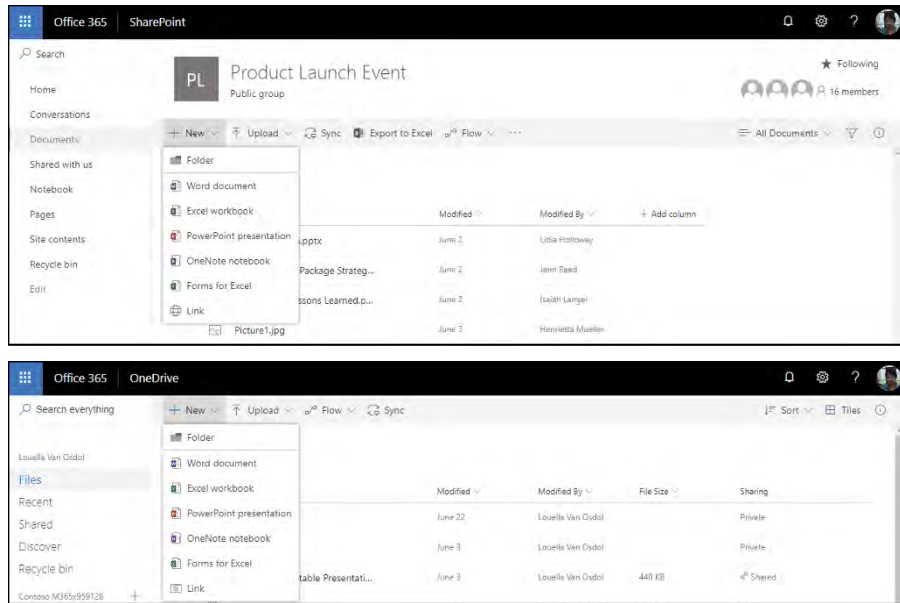 Office 365 SharePoint ?
Search
Home
Conversations
Documents
Shared with us
Notebook
Pages
Site contents
Recycle bin
Edit
PL
Product Launch Event
Public group
Following
16 members
New Upload Sync Export to Excel Flow ... All Documents
Folder
Word document
Excel workbook
PowerPoint presentation
OneNote notebook
Forms for Excel
Link
Modified Modified By + Add column
.pptx June 2 Lidia Holloway
Package Strateg... June 2 Jenn Reed
ssons Learned.p... June 2 Isaiah Langer
Picture1.jpg June 3 Henrietta Mueller
Office 365 OneDrive ?
Search everything
Louella Van Osdol
Files
Recent
Shared
Discover
Recycle bin
Contoso M365x959128 +
+ New Upload Flow Sync Sort Tiles
Folder
Word document
Excel workbook
PowerPoint presentation
OneNote notebook
Forms for Excel
Link
Modified Modified By File Size Sharing
June 22 Louella Van Osdol Private
June 3 Louella Van Osdol Private
table Presentati... June 3 Louella Van Osdol 440 KB Shared